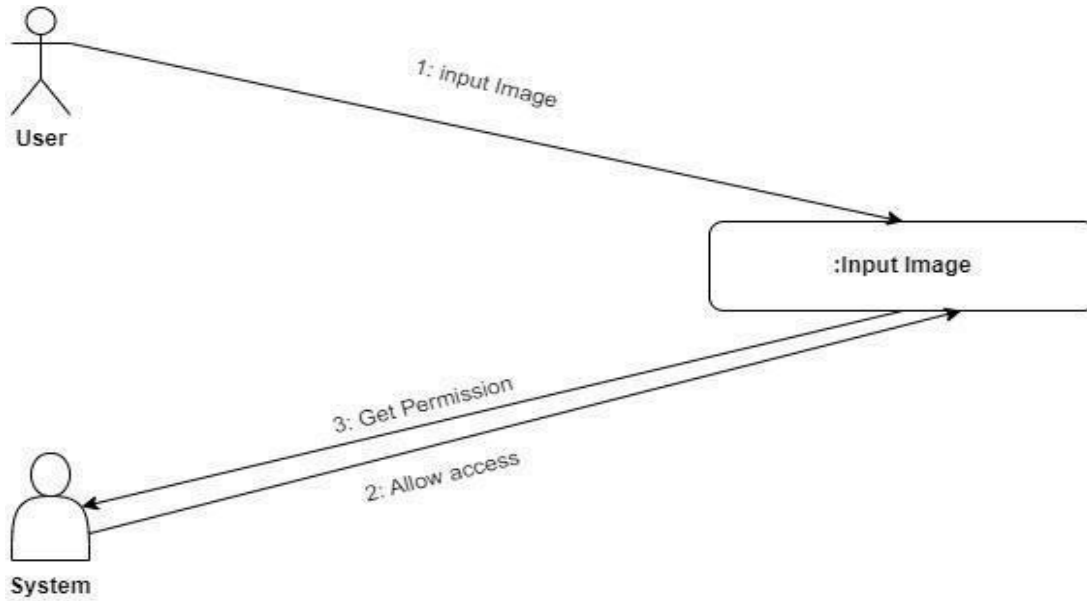 1: input Image
User
:Input Image
3: Get Permission
2: Allow access
System